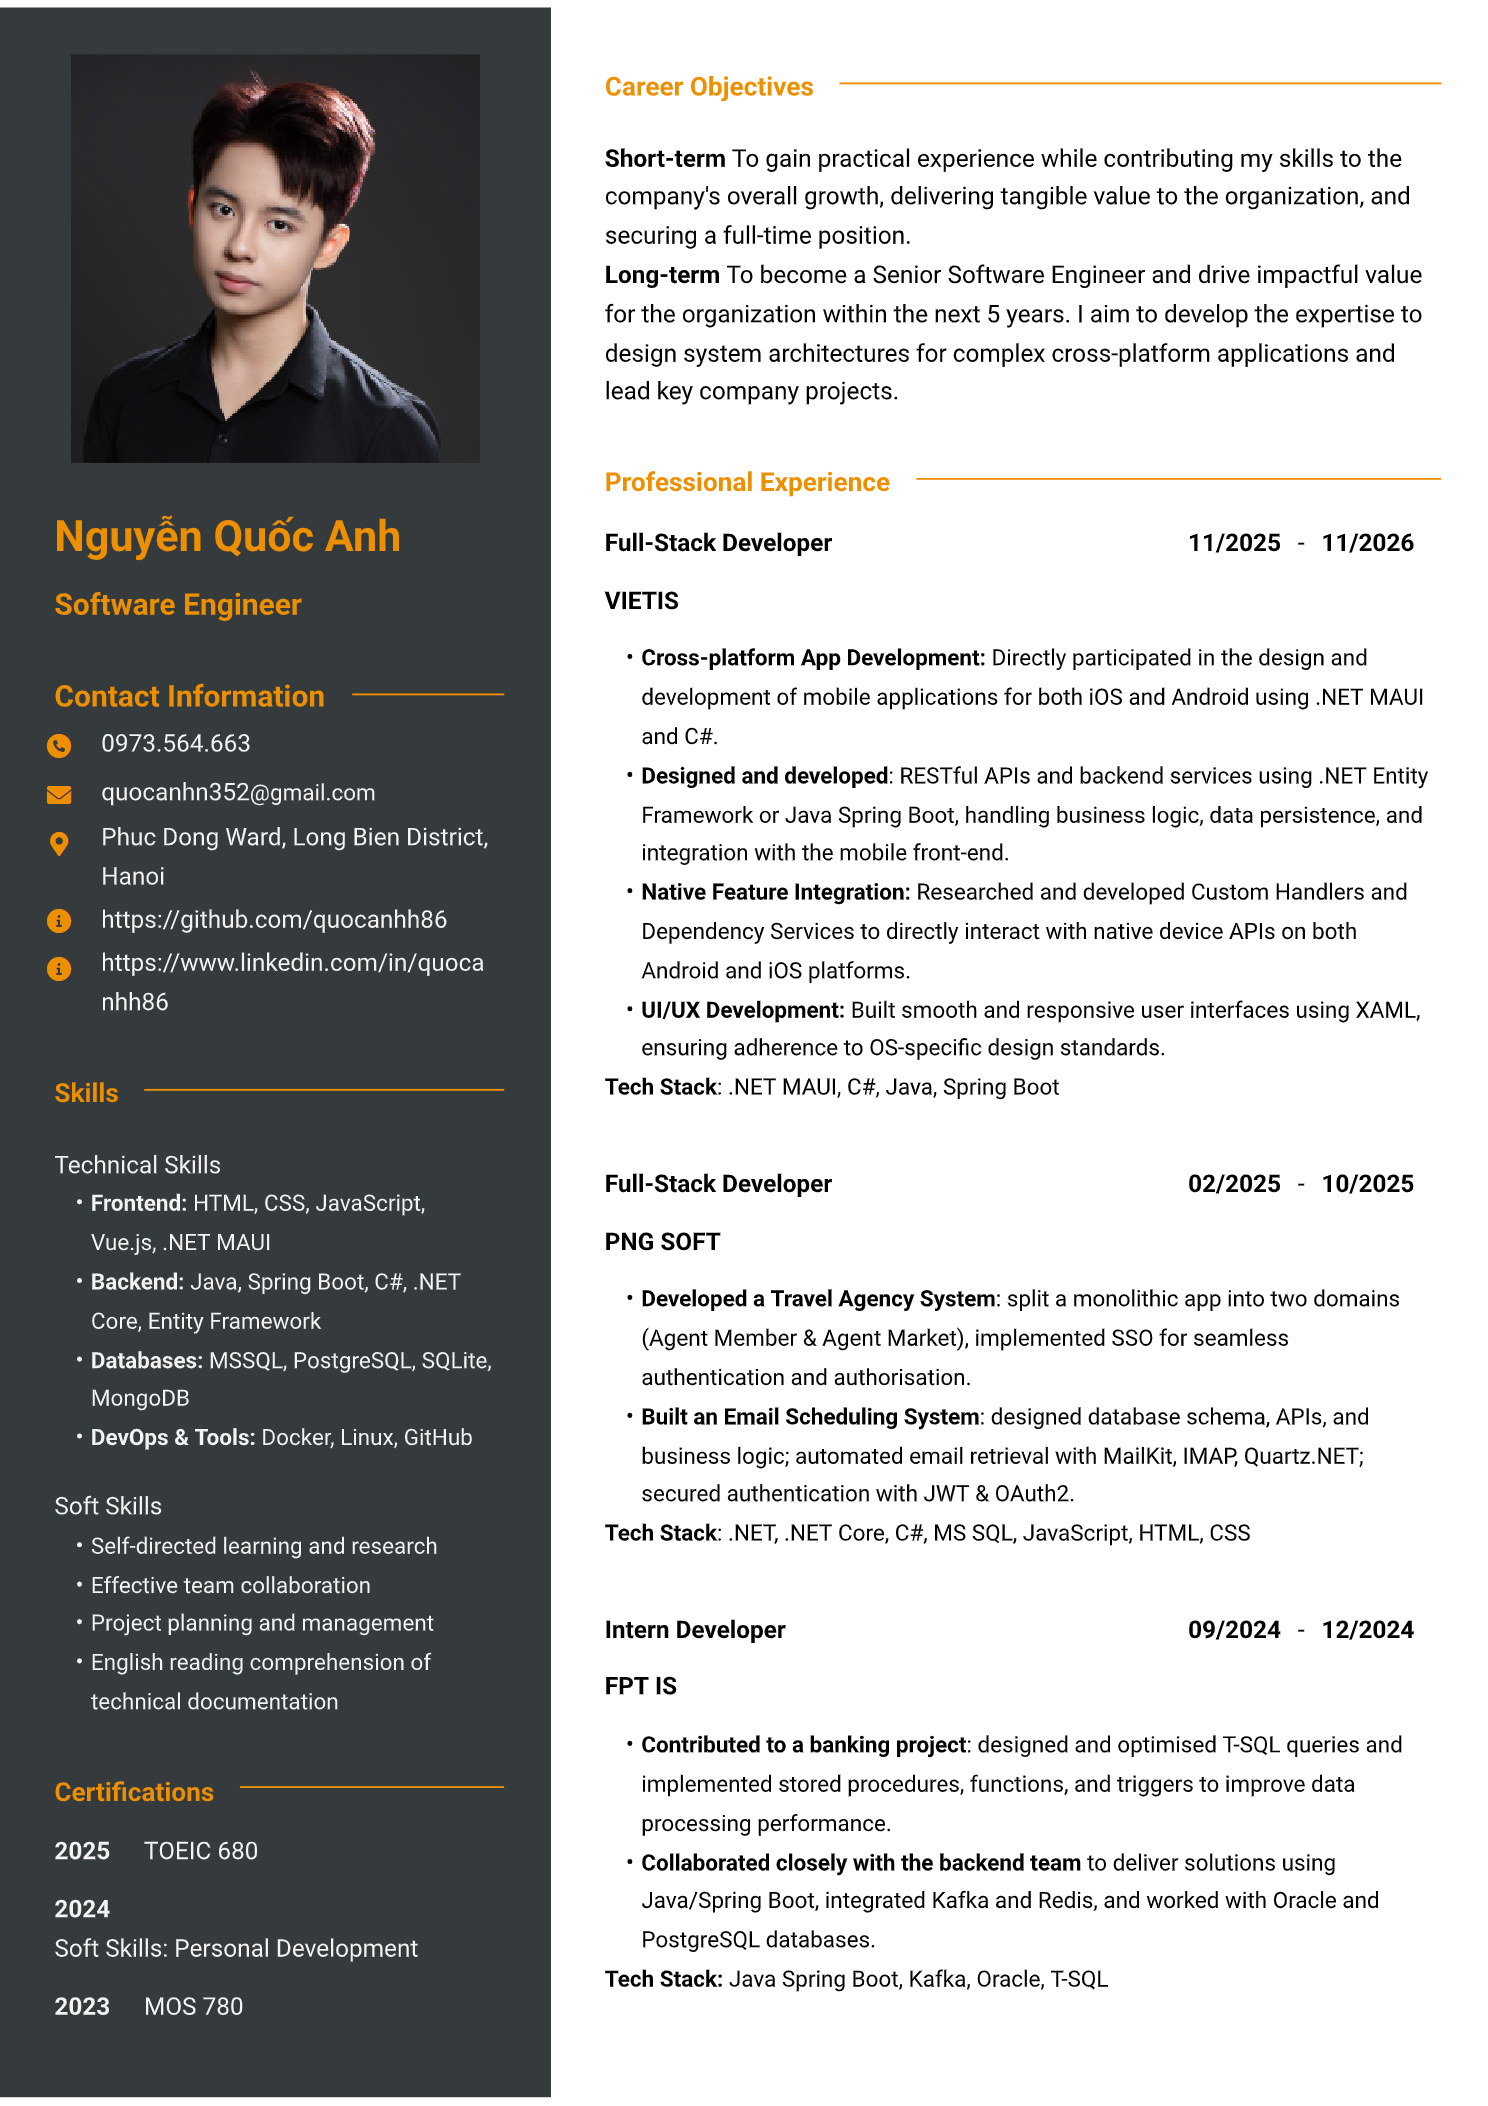 Nguyễn Quốc Anh
Software Engineer
Contact Information
0973.564.663
quocanhn352@gmail.com
Phuc Dong Ward, Long Bien District,
Hanoi
https://github.com/quocanhh86
https://www.linkedin.com/in/quoca
nhh86
Skills
Technical Skills
• Frontend: HTML, CSS, JavaScript,
Vue.js, .NET MAUI
• Backend: Java, Spring Boot, C#, .NET
Core, Entity Framework
• Databases: MSSQL, PostgreSQL, SQLite,
MongoDB
• DevOps & Tools: Docker, Linux, GitHub
Soft Skills
• Self-directed learning and research
• Effective team collaboration
• Project planning and management
• English reading comprehension of
technical documentation
Certifications
2025 TOEIC 680
2024
Soft Skills: Personal Development
2023 MOS 780
Career Objectives
Short-term To gain practical experience while contributing my skills to the
company's overall growth, delivering tangible value to the organization, and
securing a full-time position.
Long-term To become a Senior Software Engineer and drive impactful value
for the organization within the next 5 years. I aim to develop the expertise to
design system architectures for complex cross-platform applications and
lead key company projects.
Professional Experience
Full-Stack Developer 11/2025 - 11/2026
VIETIS
• Cross-platform App Development: Directly participated in the design and
development of mobile applications for both iOS and Android using .NET MAUI
and C#.
• Designed and developed: RESTful APIs and backend services using .NET Entity
Framework or Java Spring Boot, handling business logic, data persistence, and
integration with the mobile front-end.
• Native Feature Integration: Researched and developed Custom Handlers and
Dependency Services to directly interact with native device APIs on both
Android and iOS platforms.
• UI/UX Development: Built smooth and responsive user interfaces using XAML,
ensuring adherence to OS-specific design standards.
Tech Stack: .NET MAUI, C#, Java, Spring Boot
Full-Stack Developer 02/2025 - 10/2025
PNG SOFT
• Developed a Travel Agency System: split a monolithic app into two domains
(Agent Member & Agent Market), implemented SSO for seamless
authentication and authorisation.
• Built an Email Scheduling System: designed database schema, APIs, and
business logic; automated email retrieval with MailKit, IMAP, Quartz.NET;
secured authentication with JWT & OAuth2.
Tech Stack: .NET, .NET Core, C#, MS SQL, JavaScript, HTML, CSS
Intern Developer 09/2024 - 12/2024
FPT IS
• Contributed to a banking project: designed and optimised T-SQL queries and
implemented stored procedures, functions, and triggers to improve data
processing performance.
• Collaborated closely with the backend team to deliver solutions using
Java/Spring Boot, integrated Kafka and Redis, and worked with Oracle and
PostgreSQL databases.
Tech Stack: Java Spring Boot, Kafka, Oracle, T-SQL